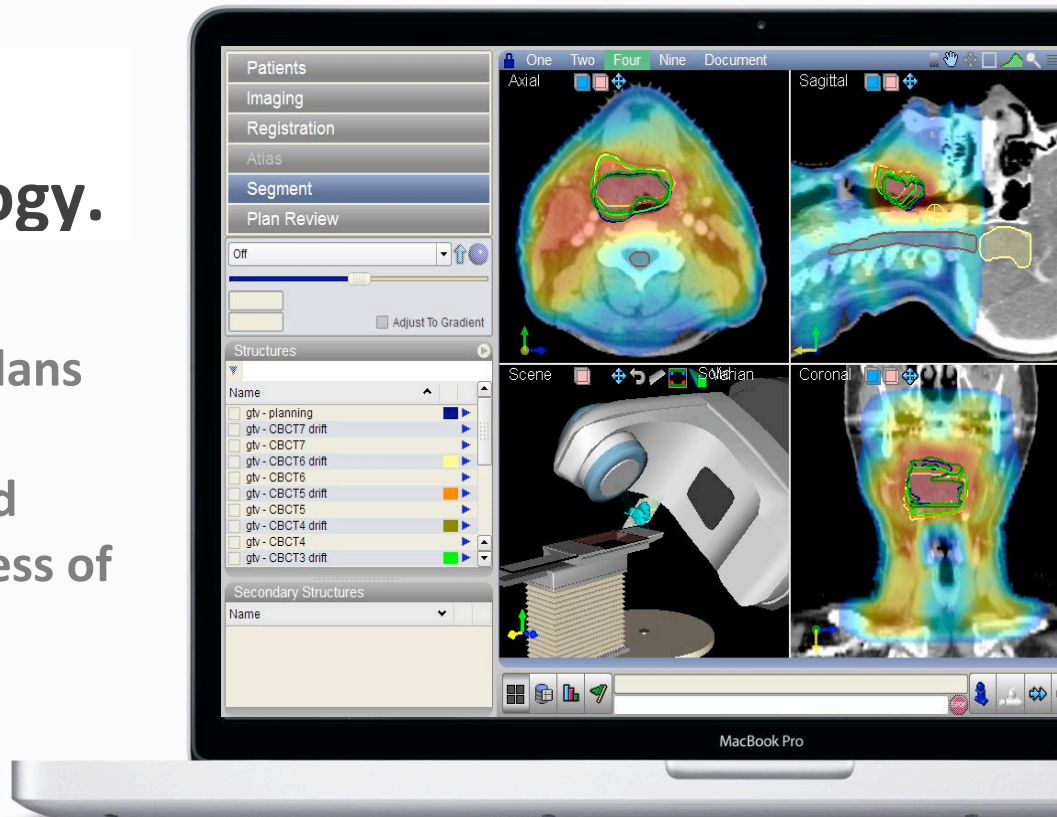 ogy.
lans
d
ess of
Patients
Imaging
Registration
Atlas
Segment
Plan Review
Off
Adjust To Gradient
Structures
Name
gtv - planning
gtv - CBCT7 drift
gtv - CBCT7
gtv - CBCT6 drift
gtv - CBCT6
gtv - CBCT5 drift
gtv - CBCT5
gtv - CBCT4 drift
gtv - CBCT4
gtv - CBCT3 drift
Secondary Structures
Name
One Two Four Nine Document
Axial
Sagittal
Scene
Coronal
STOP
MacBook Pro